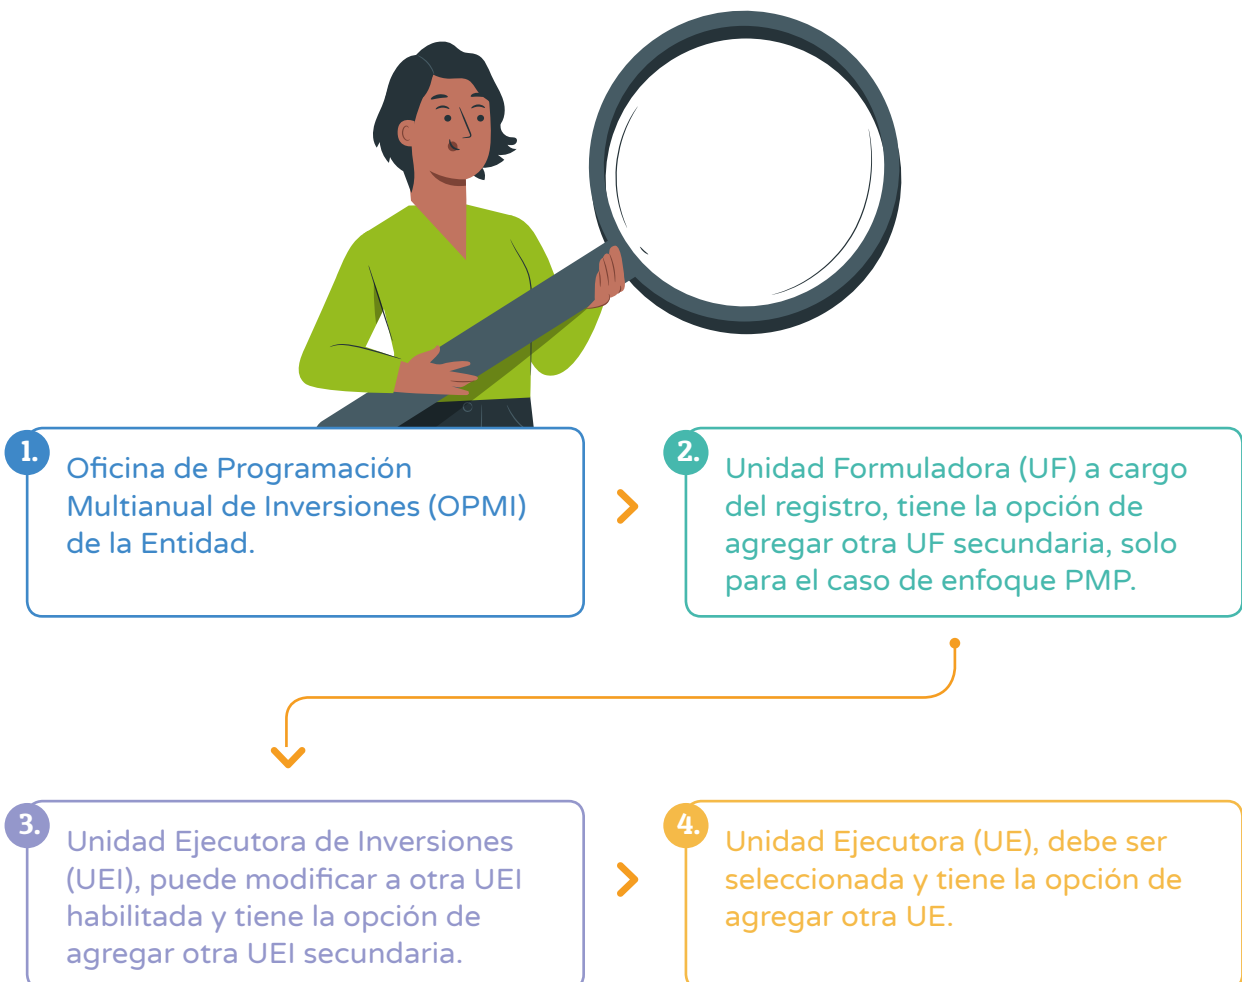 1.
Oficina de Programación
Multianual de Inversiones (OPMI)
de la Entidad.
2.
Unidad Formuladora (UF) a cargo
del registro, tiene la opción de
agregar otra UF secundaria, solo
para el caso de enfoque PMP.
3.
Unidad Ejecutora de Inversiones
(UEI), puede modificar a otra UEI
habilitada y tiene la opción de
agregar otra UEI secundaria.
4.
Unidad Ejecutora (UE), debe ser
seleccionada y tiene la opción de
agregar otra UE.